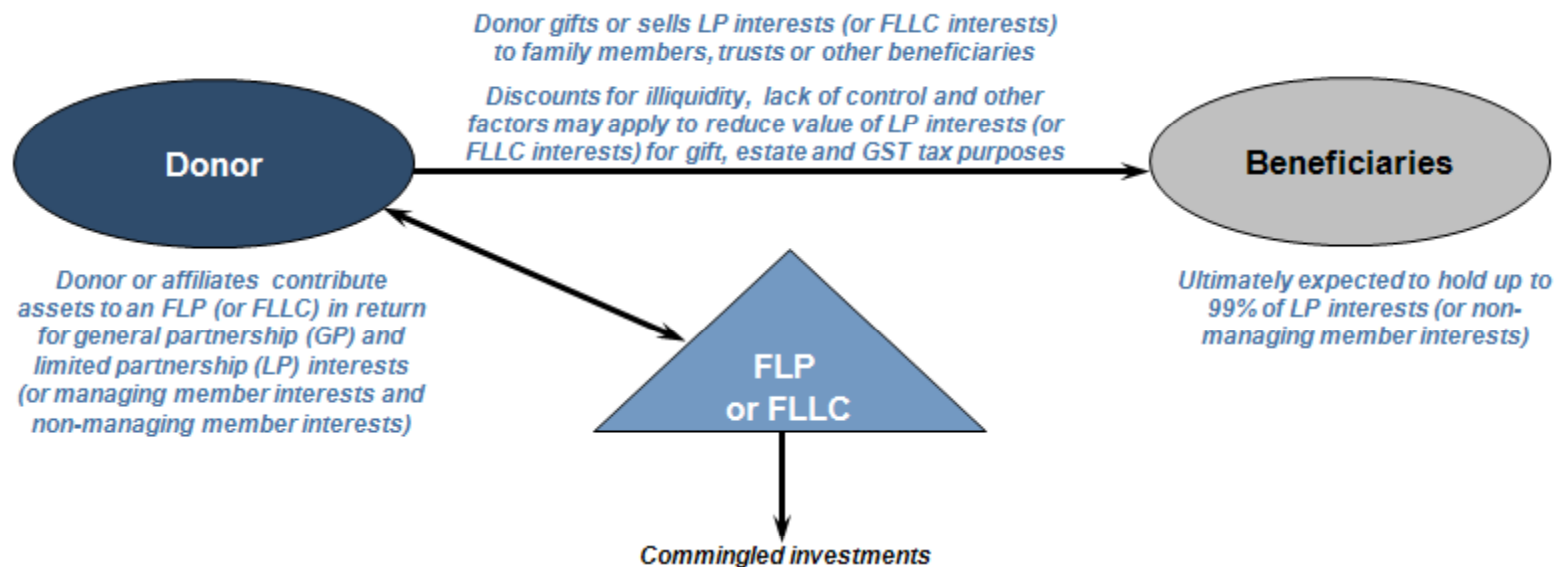 Donor gifts or sells LP interests (or FLLC interests)
to family members, trusts or other beneficiaries
Discounts for illiquidity, lack of control and other
factors may apply to reduce value of LP interests (or
FLLC interests) for gift, estate and GST tax purposes
Donor
Beneficiaries
Donor or affiliates contribute
assets to an FLP (or FLLC) in return
for general partnership (GP) and
limited partnership (LP) interests
(or managing member interests and
non-managing member interests)
Ultimately expected to hold up to
99% of LP interests (or non-
managing member interests)
FLP
or FLLC
Commingled investments